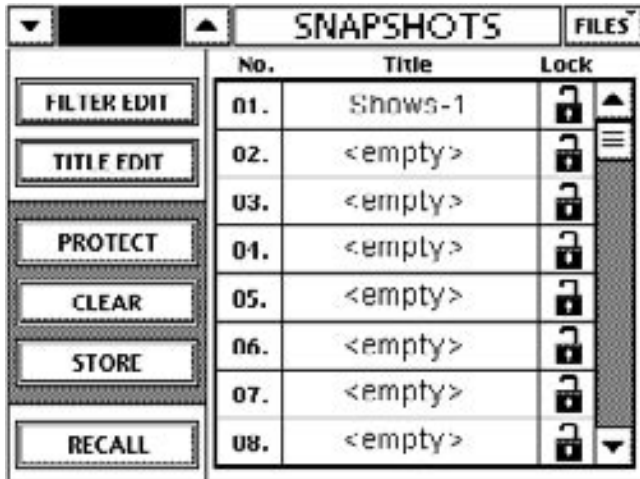 SNAPSHOTS
FILES
No. Title Lock
FILTER EDIT
TITLE EDIT
PROTECT
CLEAR
STORE
RECALL
01. Shows-1
02. <empty>
03. <empty>
04. <empty>
05. <empty>
06. <empty>
07. <empty>
08. <empty>